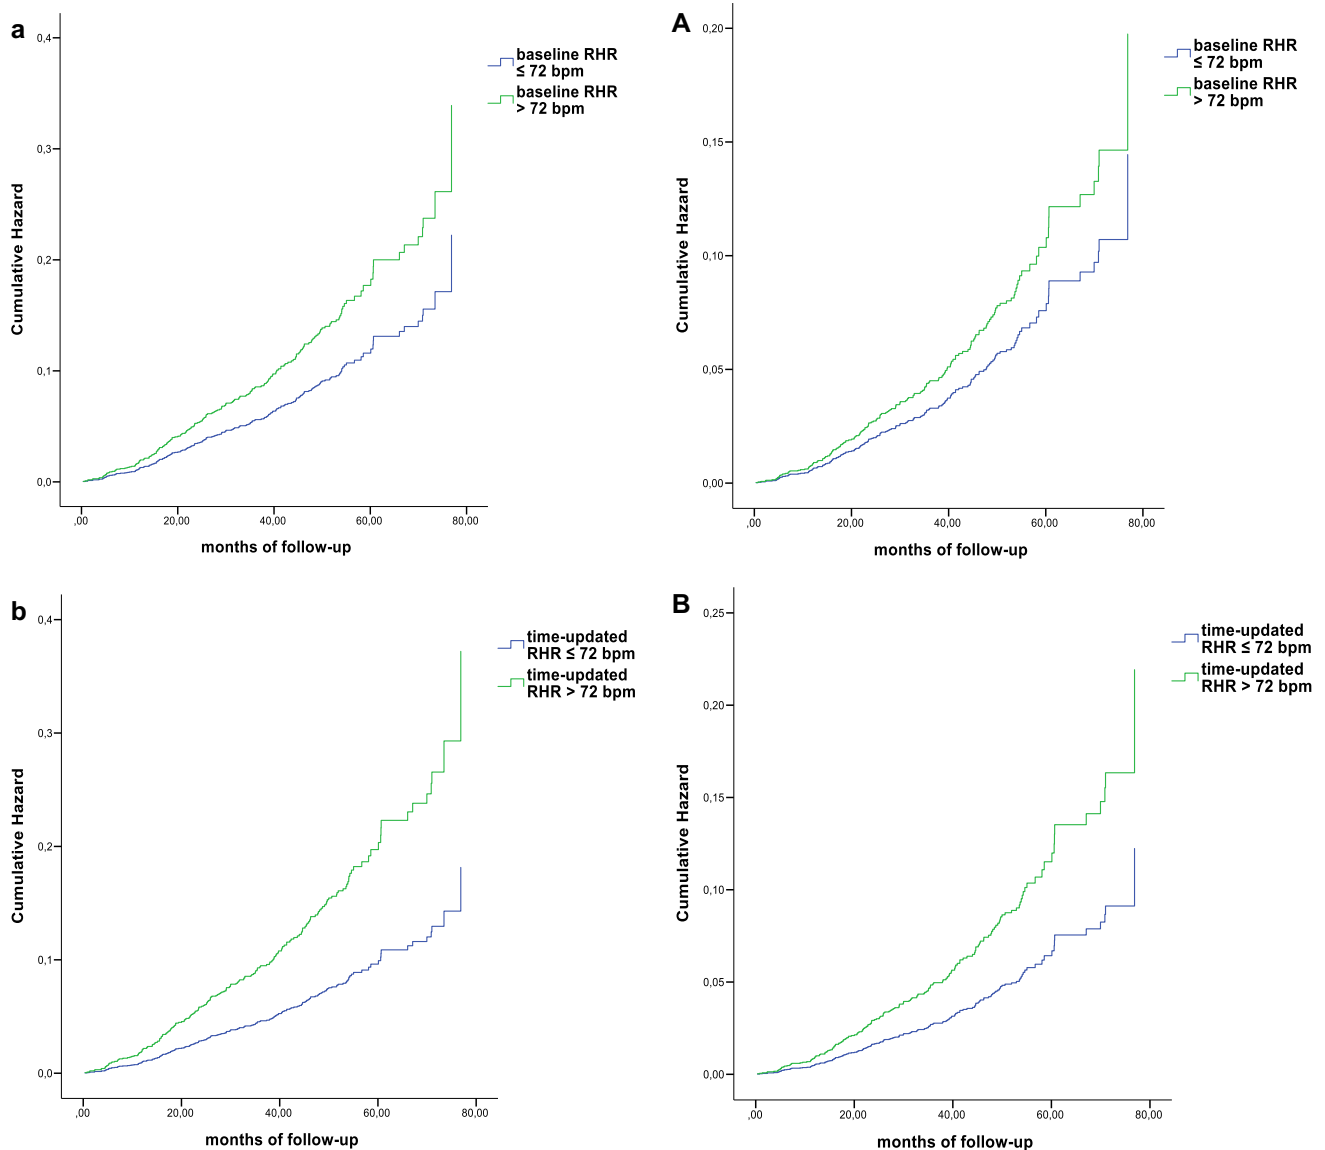 a
0,4
0,3
0,2
0,1
0,0
Cumulative Hazard
,00 20,00 40,00 60,00 80,00
months of follow-up
baseline RHR
≤ 72 bpm
baseline RHR
> 72 bpm
A
0,20
0,15
0,10
0,05
0,00
Cumulative Hazard
,00 20,00 40,00 60,00 80,00
months of follow-up
baseline RHR
≤ 72 bpm
baseline RHR
> 72 bpm
b
0,4
0,3
0,2
0,1
0,0
Cumulative Hazard
,00 20,00 40,00 60,00 80,00
months of follow-up
time-updated
RHR ≤ 72 bpm
time-updated
RHR > 72 bpm
B
0,25
0,20
0,15
0,10
0,05
0,00
Cumulative Hazard
,00 20,00 40,00 60,00 80,00
months of follow-up
time-updated
RHR ≤ 72 bpm
time-updated
RHR > 72 bpm